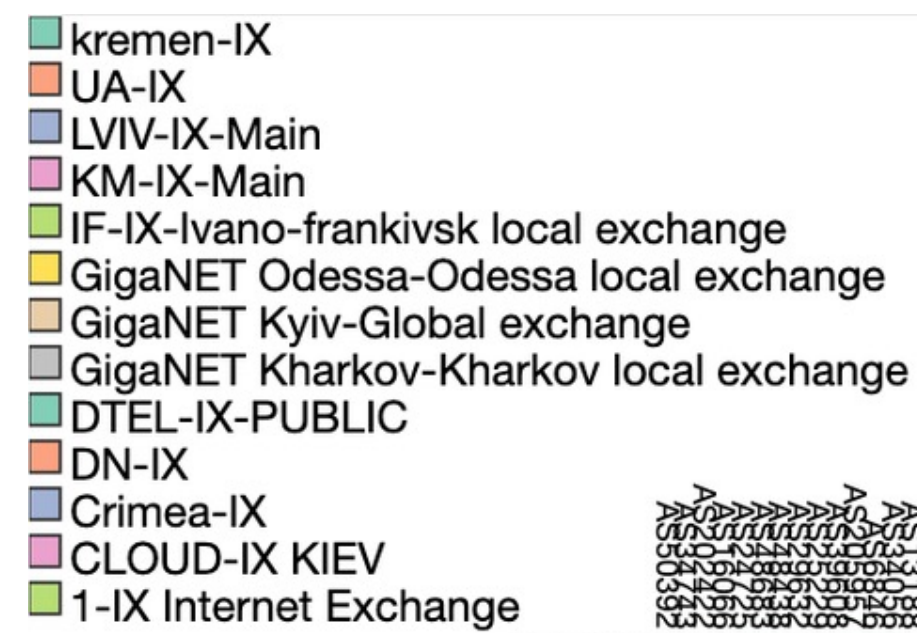 kremen-IX
UA-IX
LVIV-IX-Main
KM-IX-Main
IF-IX-Ivano-frankivsk local exchange
GigaNET Odessa-Odessa local exchange
GigaNET Kyiv-Global exchange
GigaNET Kharkov-Kharkov local exchange
DTEL-IX-PUBLIC
DN-IX
Crimea-IX
CLOUD-IX KIEV
1-IX Internet Exchange
AS50392